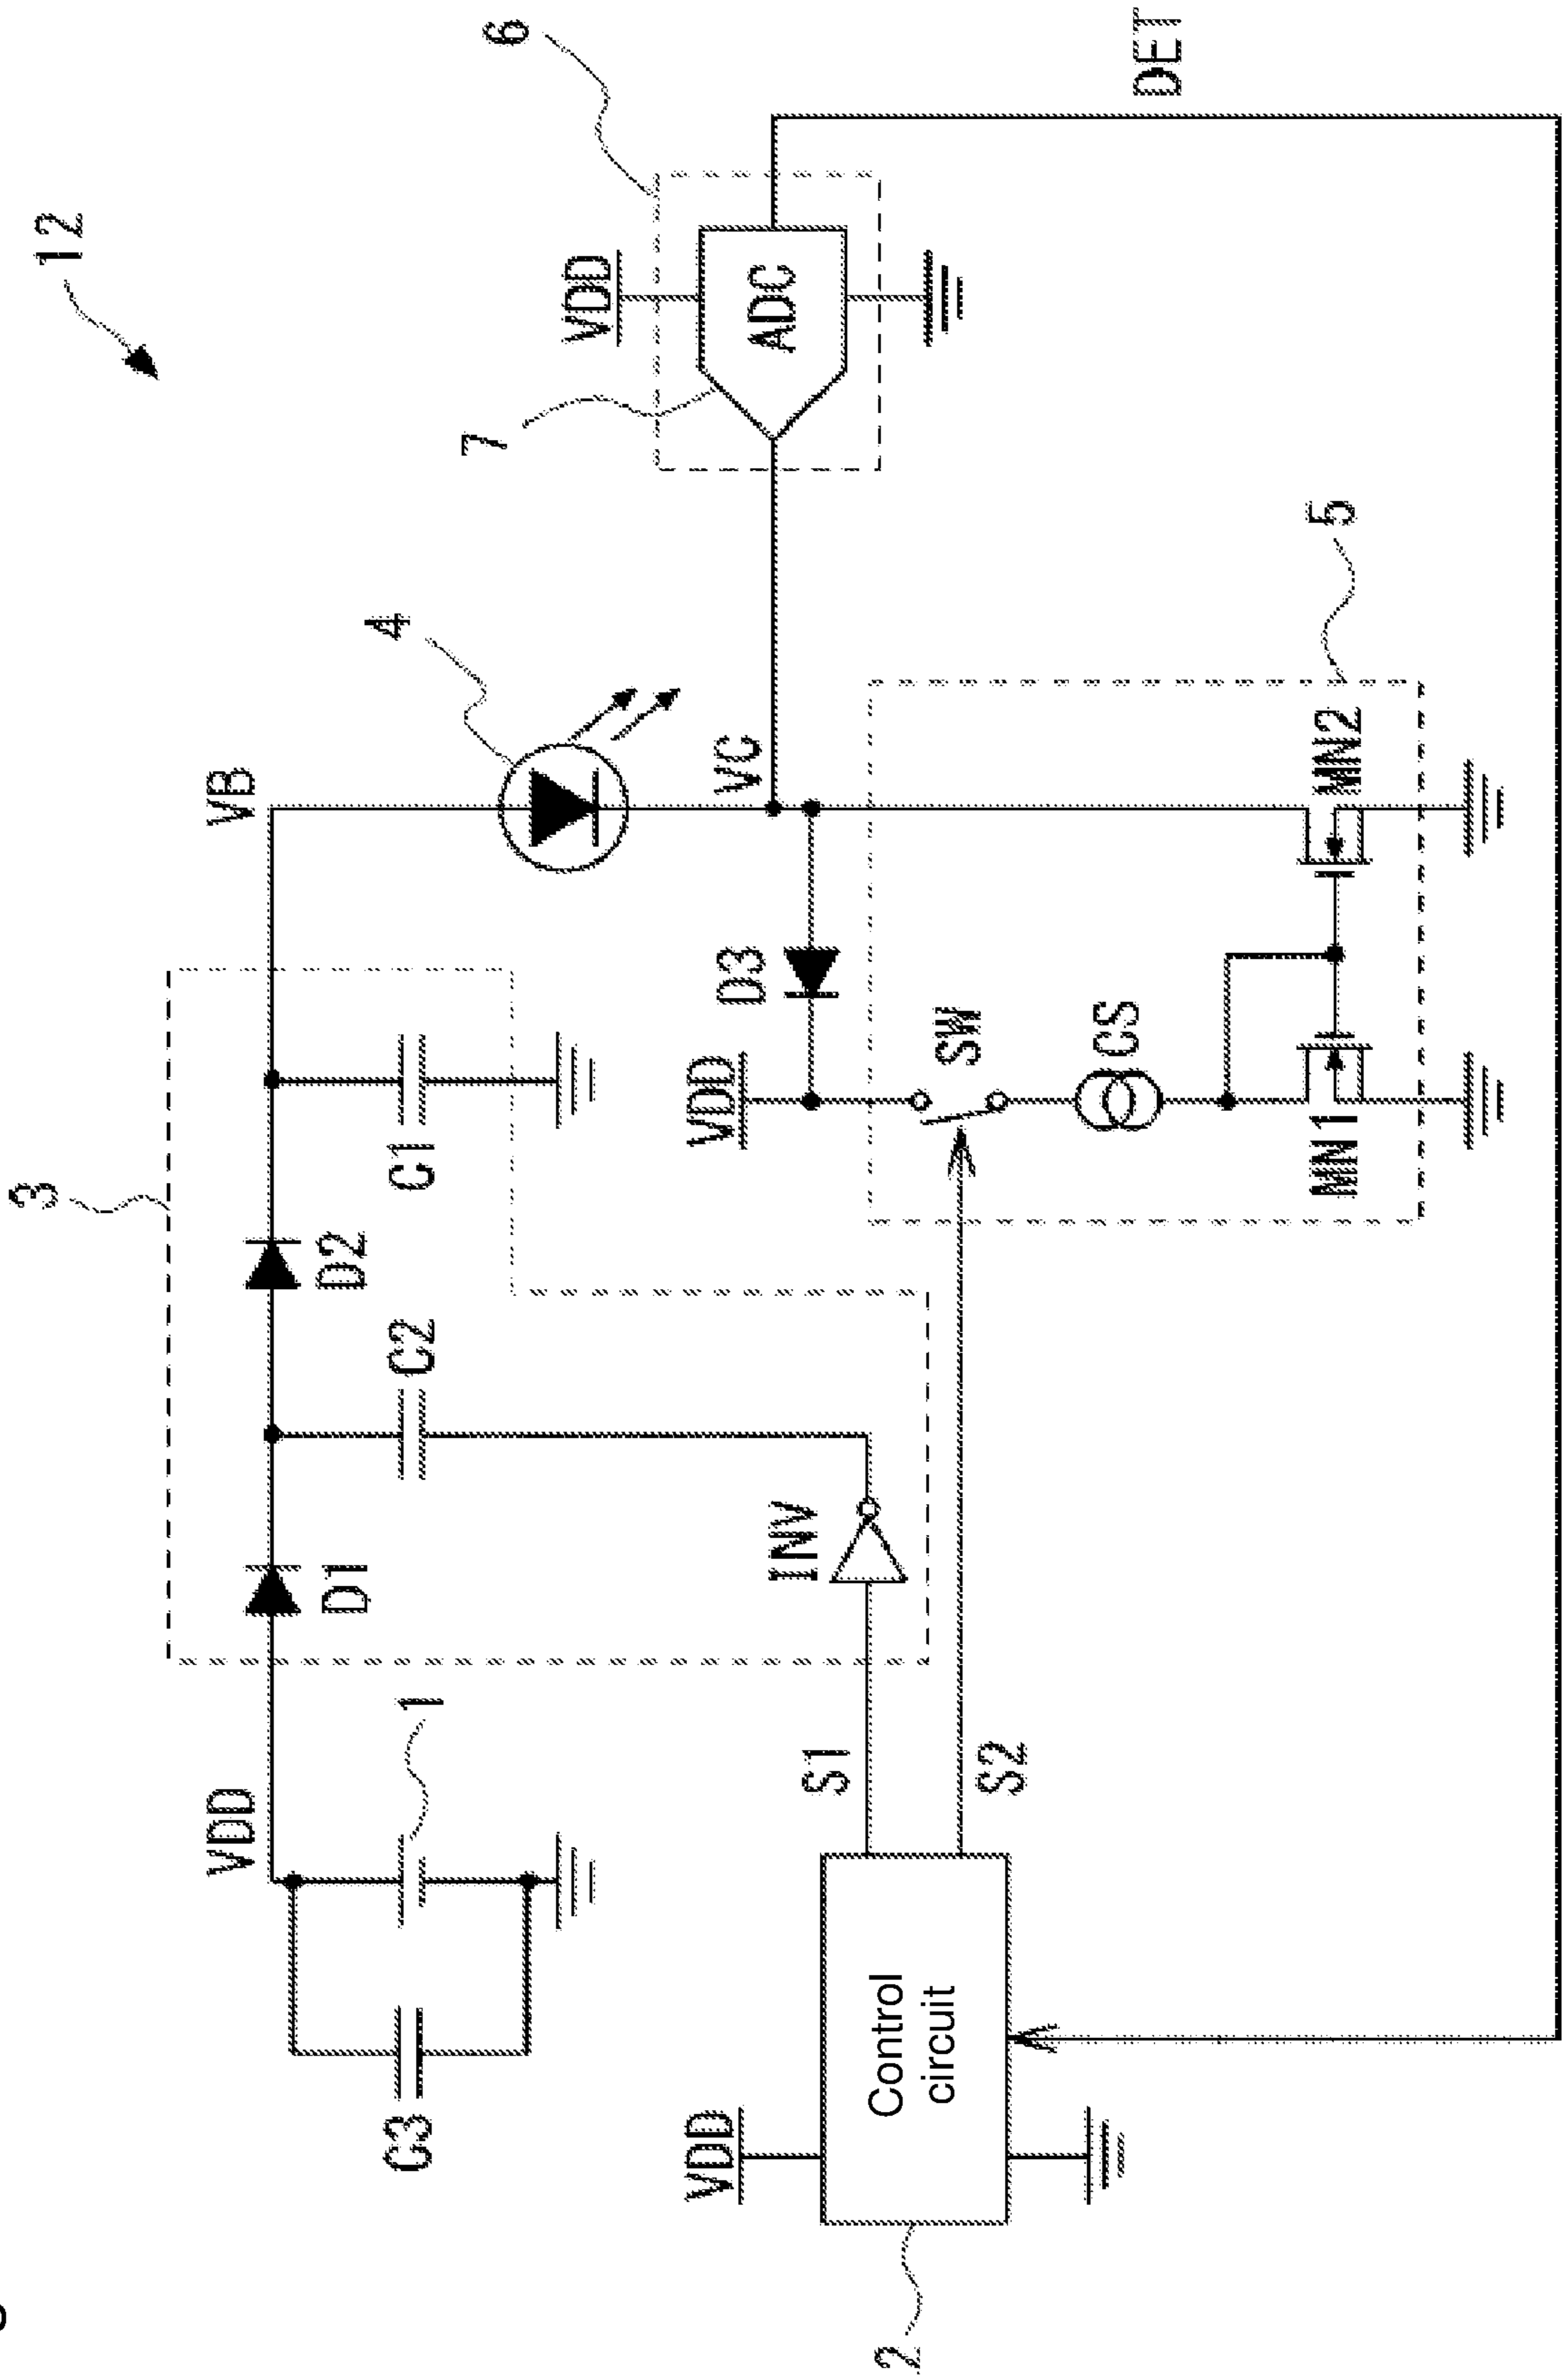 12
3
VDD
D1
D2
VB
C3
1
C2
C1
4
6
VDD
7
ADC
DET
VC
VDD
D3
INV
SW
CS
S1
S2
VDD
Control
circuit
2
MN1
MN2
5